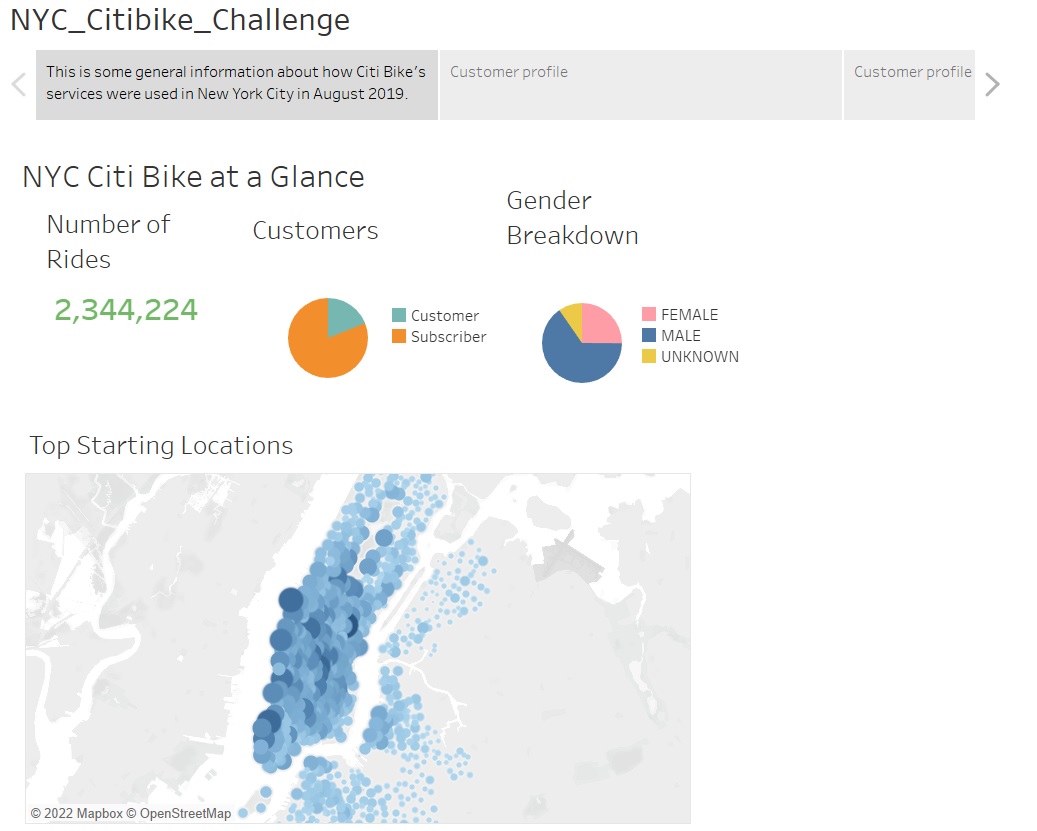 NYC_Citibike_Challenge
This is some general information about how Citi Bike's
services were used in New York City in August 2019.
Customer profile
Customer profile
NYC Citi Bike at a Glance
Number of
Rides
2,344,224
Customers
Customer
Subscriber
Gender
Breakdown
FEMALE
MALE
UNKNOWN
Top Starting Locations
© 2022 Mapbox © OpenStreetMap